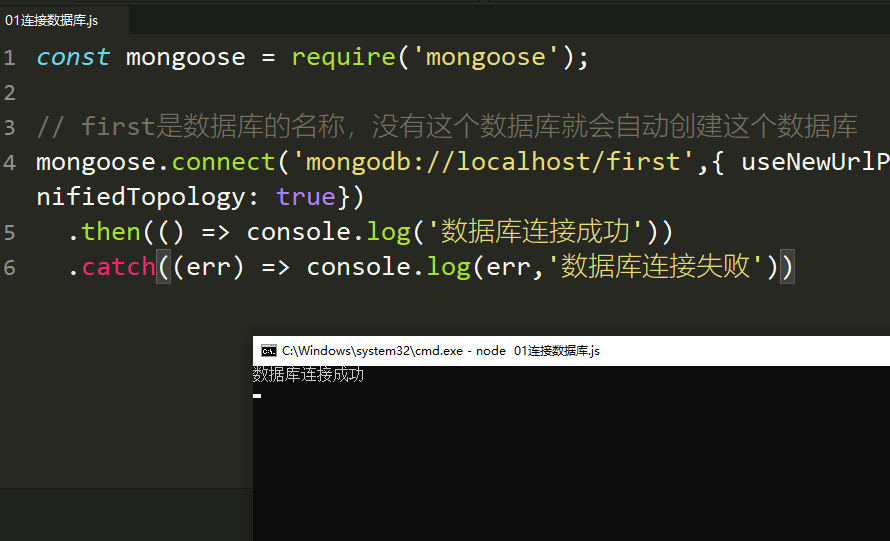 01连接数据库.js
1 const mongoose = require('mongoose');
2
3 // first是数据库的名称，没有这个数据库就会自动创建这个数据库
4 mongoose.connect('mongodb://localhost/first',{ useNewUrlP
nifiedTopology: true})
5 .then(() => console.log('数据库连接成功'))
6 .catch((err) => console.log(err,'数据库连接失败'))
C:\Windows\system32\cmd.exe - node 01连接数据库.js
数据库连接成功